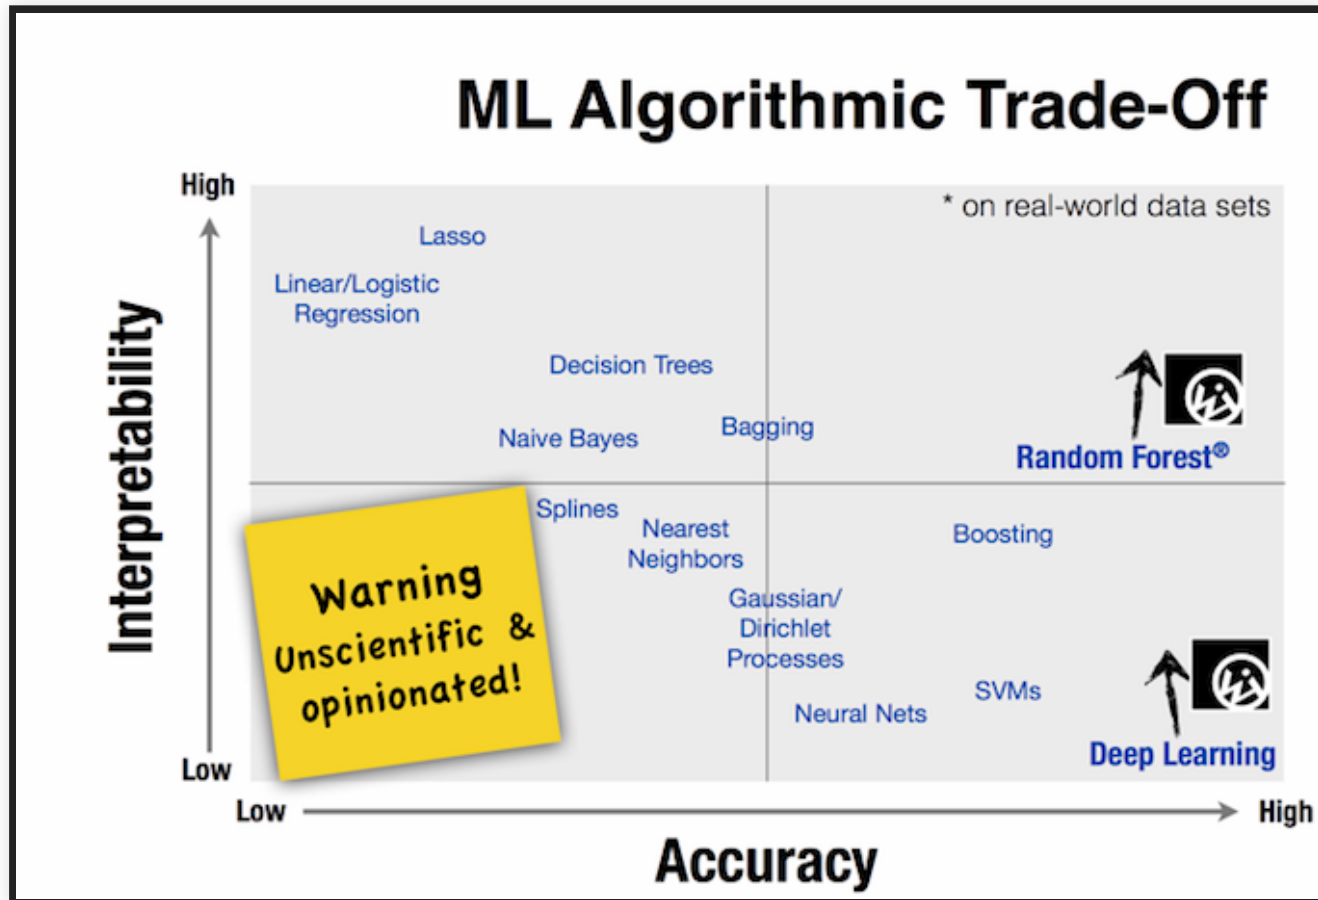 ML Algorithmic Trade-Off
High
* on real-world data sets
Lasso
Linear/Logistic
Regression
Decision Trees
Naive Bayes
Bagging
Random Forest®
Interpretability
Splines
Nearest
Neighbors
Boosting
Gaussian/
Dirichlet
Processes
Warning
Unscientific &
opinionated!
SVMs
Neural Nets
Deep Learning
Low
Low
High
Accuracy